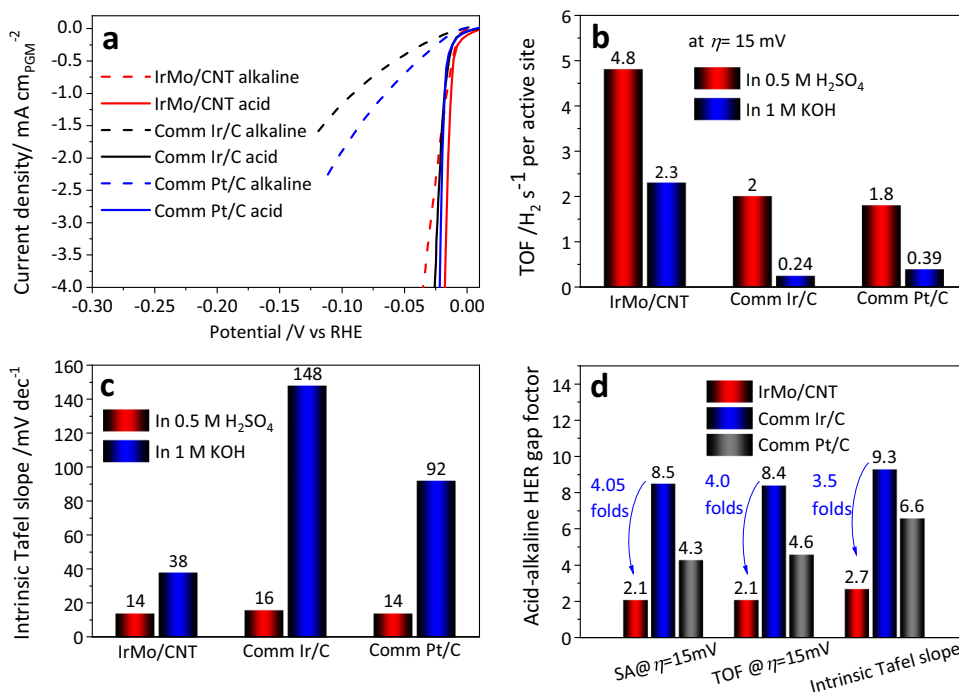 a
Current density/ mA cm_PGM^-2
0.0
-0.5
-1.0
-1.5
-2.0
-2.5
-3.0
-3.5
-4.0
IrMo/CNT alkaline
IrMo/CNT acid
Comm Ir/C alkaline
Comm Ir/C acid
Comm Pt/C alkaline
Comm Pt/C acid
-0.30 -0.25 -0.20 -0.15 -0.10 -0.05 0.00
Potential /V vs RHE
b
TOF /H₂ s⁻¹ per active site
6
5
4
3
2
1
0
at η= 15 mV
In 0.5 M H₂SO₄
In 1 M KOH
4.8
2.3
2
0.24
1.8
0.39
IrMo/CNT Comm Ir/C Comm Pt/C
c
Intrinsic Tafel slope /mV dec⁻¹
160
140
120
100
80
60
40
20
0
In 0.5 M H₂SO₄
In 1 M KOH
14
38
16
148
14
92
IrMo/CNT Comm Ir/C Comm Pt/C
d
Acid-alkaline HER gap foctor
14
12
10
8
6
4
2
0
IrMo/CNT
Comm Ir/C
Comm Pt/C
4.05
folds
4.0
folds
3.5
folds
2.1
8.5
4.3
2.1
8.4
4.6
2.7
9.3
6.6
SA@ η=15mV
TOF @ η=15mV
Intrinsic Tafel slope